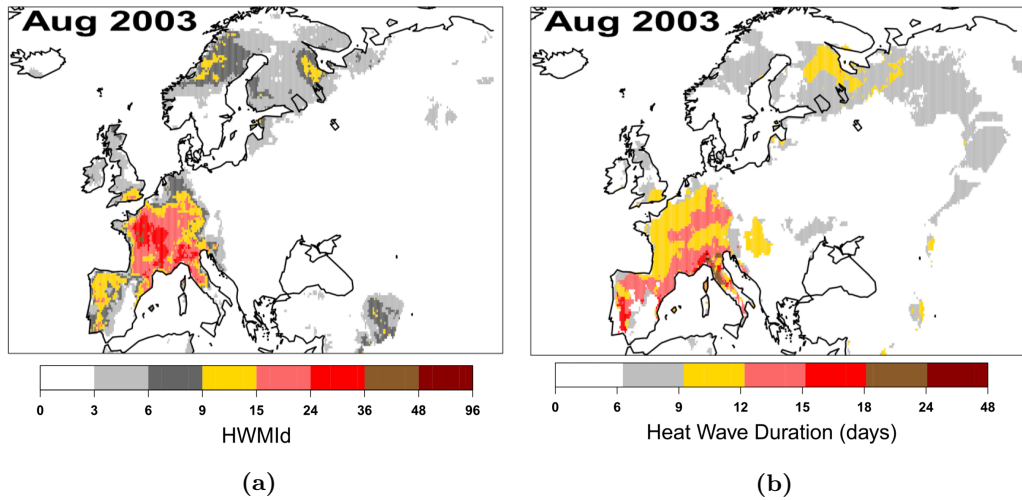 Aug 2003
Aug 2003
0 3 6 9 15 24 36 48 96
HWMId
0 6 9 12 15 18 24 48
Heat Wave Duration (days)
(a)
(b)